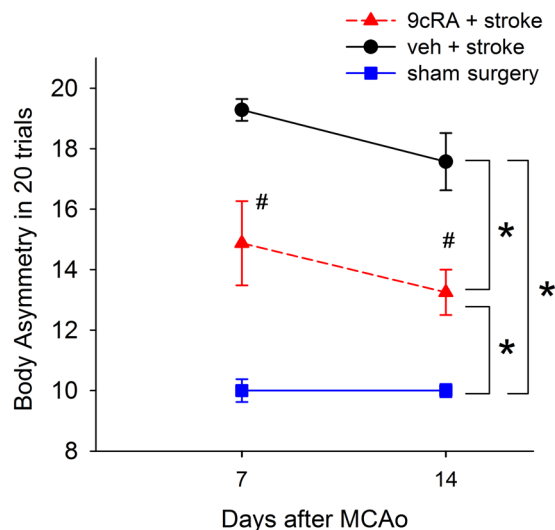 9cRA + stroke
veh + stroke
sham surgery
Body Asymmetry in 20 trials
20
18
16
14
12
10
8
#
#
*
*
*
7
14
Days after MCAo